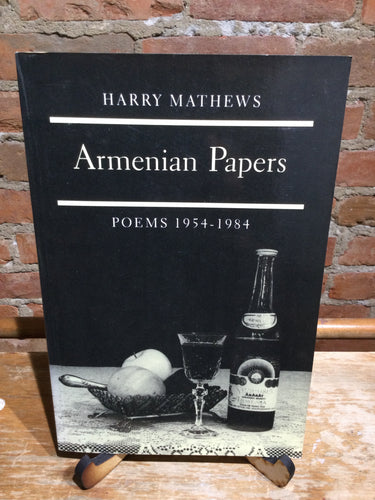 HARRY MATHEWS
Armenian Papers
POEMS 1954-1984